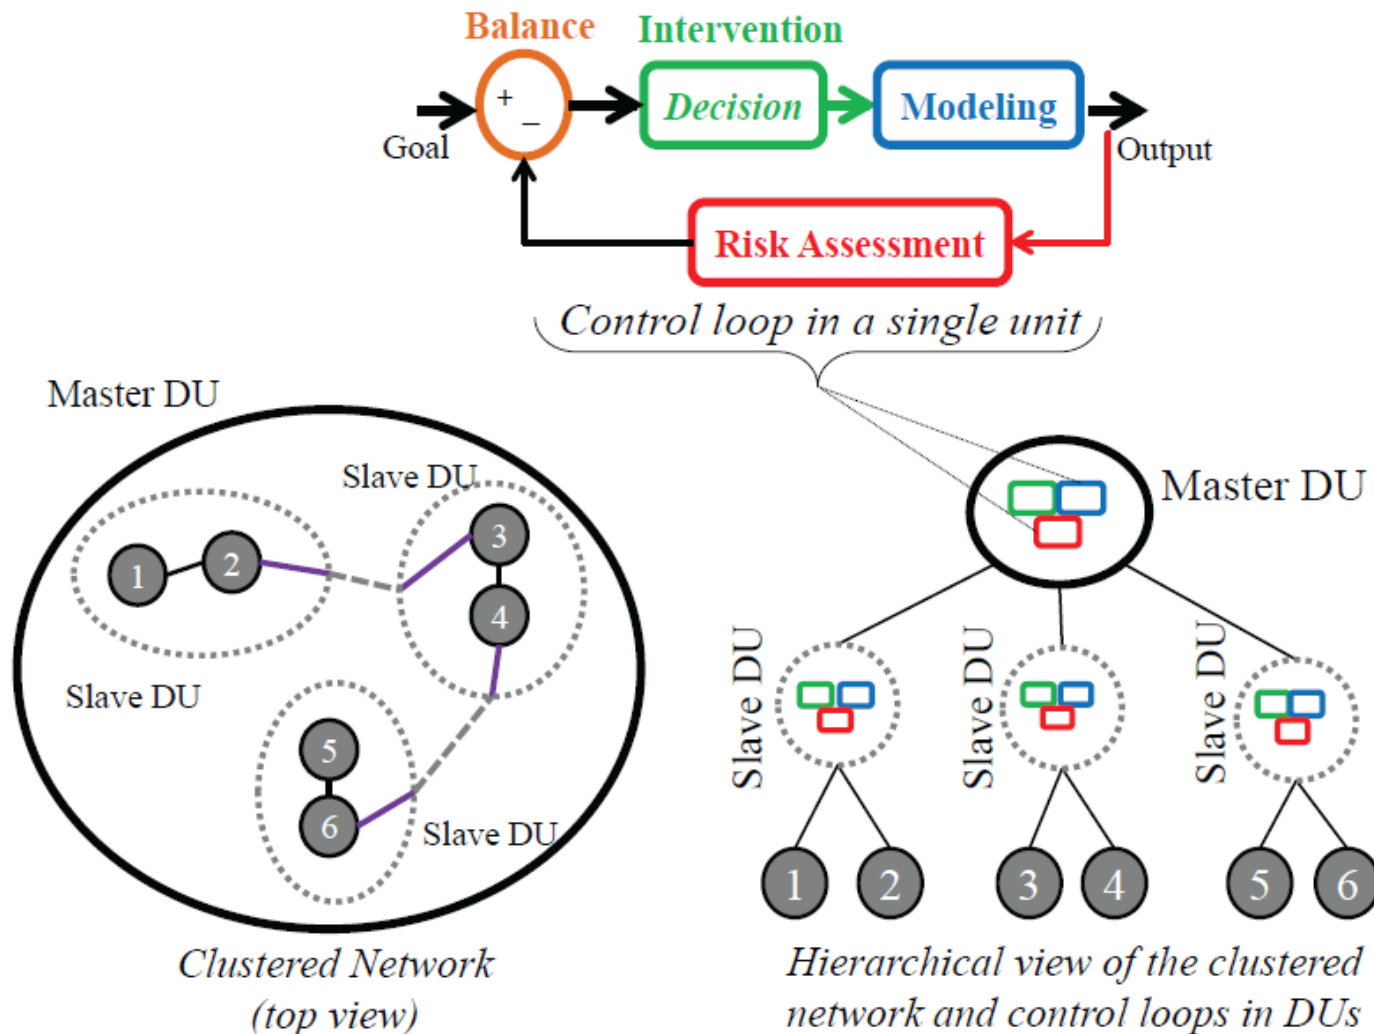 Balance
Intervention
+
−
Decision
Modeling
Goal
Output
Risk Assessment
Control loop in a single unit
Master DU
Slave DU
3
1
2
4
Slave DU
5
6
Slave DU
Clustered Network
(top view)
Master DU
Slave DU
Slave DU
Slave DU
1
2
3
4
5
6
Hierarchical view of the clustered
network and control loops in DUs